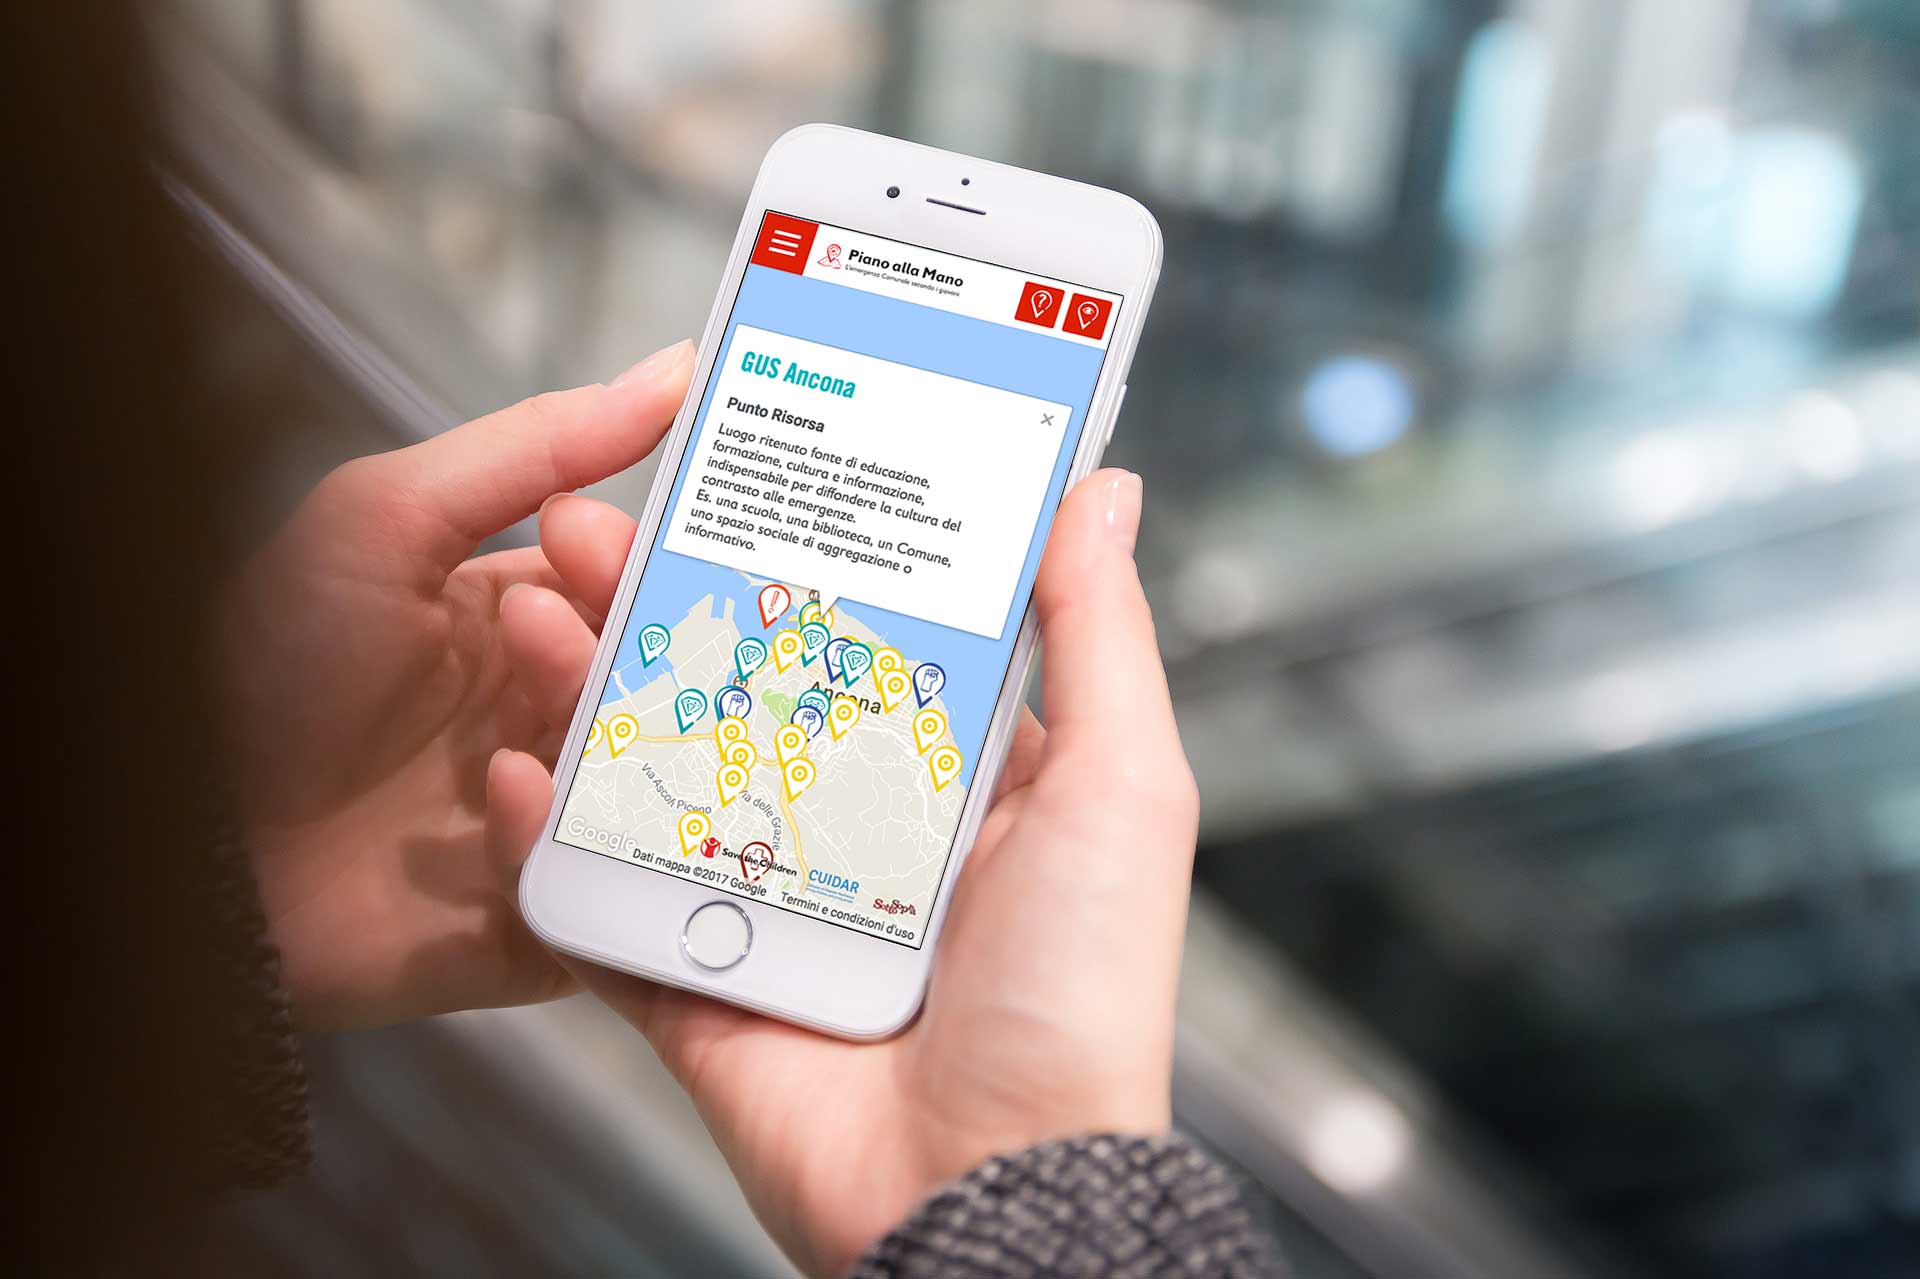 Piano alla Mano
L'emergenza Comunale secondo i giovani
GUS Ancona
Punto Risorsa
Luogo ritenuto fonte di educazione,
formazione, cultura e informazione,
indispensabile per diffondere la cultura del
contrasto alle emergenze.
Es. una scuola, una biblioteca, un Comune,
uno spazio sociale di aggregazione o
informativo.
Ancona
Via Ascoli Piceno
Via delle Grazie
Google
Save the Children
CUIDAR
Sotto Sopra
Dati mappa ©2017 Google
Termini e condizioni d'uso